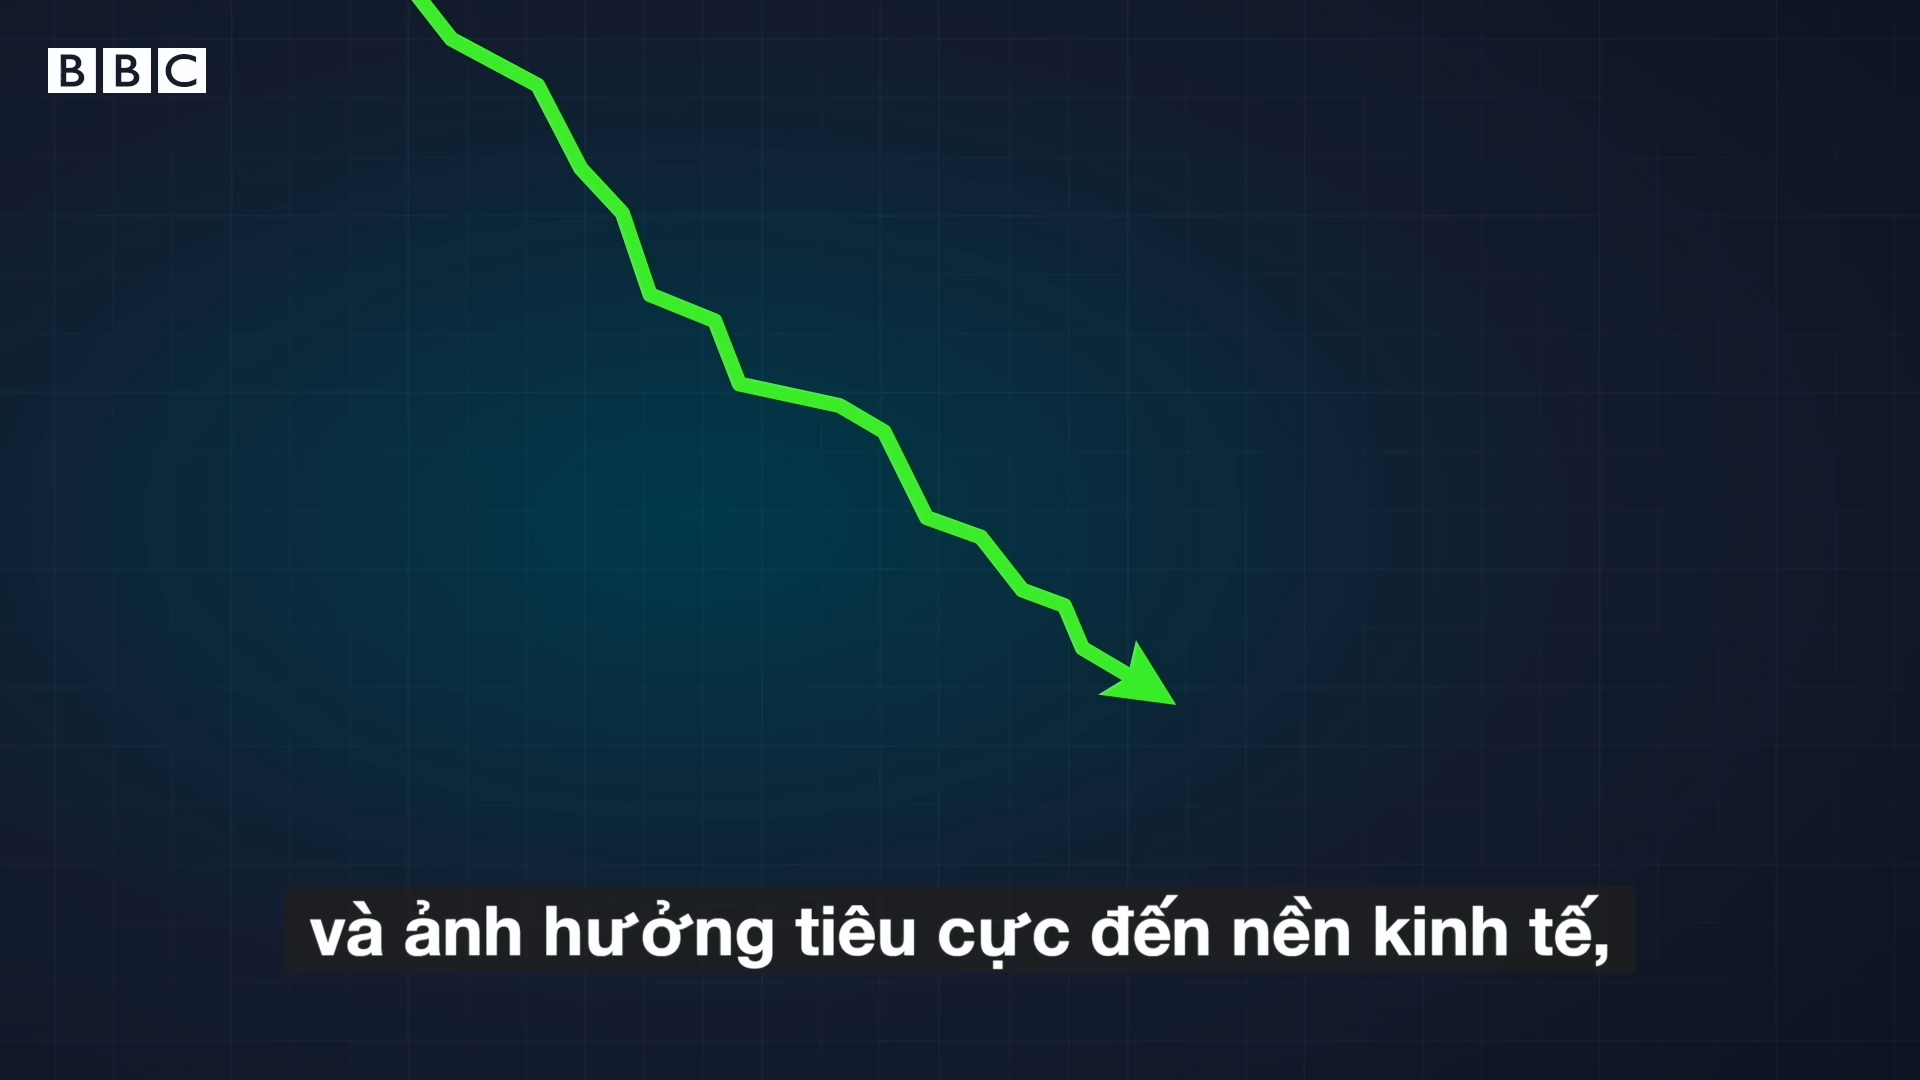 BBC
và ảnh hưởng tiêu cực đến nền kinh tế,